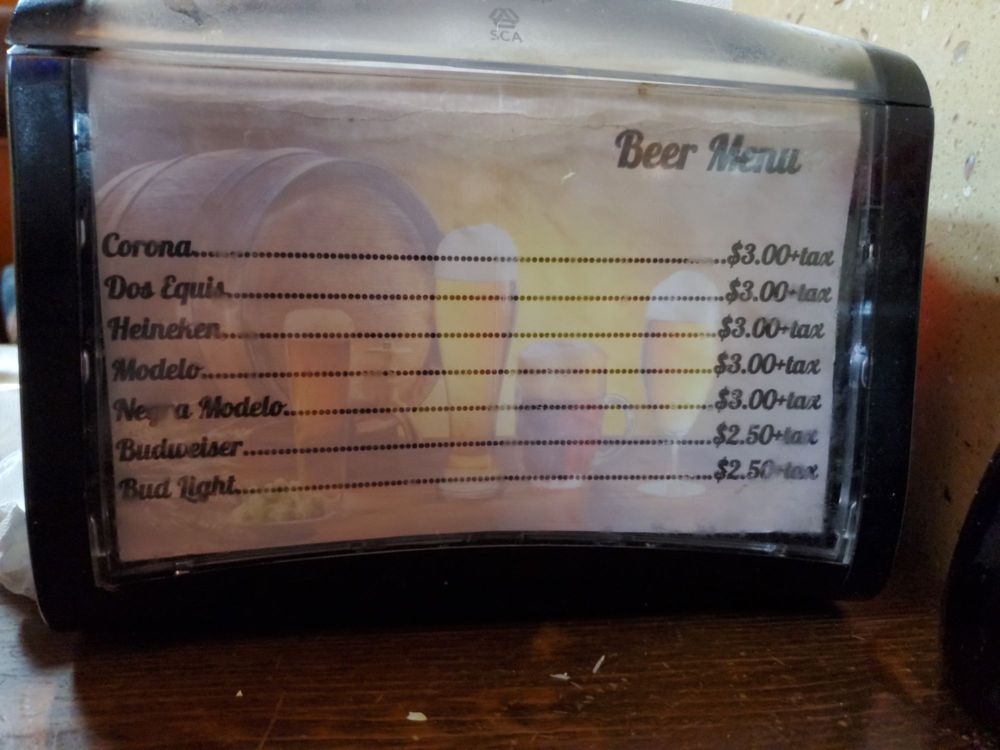 SCA
Beer Menu
Corona....................................................$3.00+tax
Dos Equis....................................................$3.00+tax
Heineken....................................................$3.00+tax
Modelo....................................................$3.00+tax
Negra Modelo....................................................$3.00+tax
Budweiser....................................................$2.50+tax
Bud Light....................................................$2.50+tax